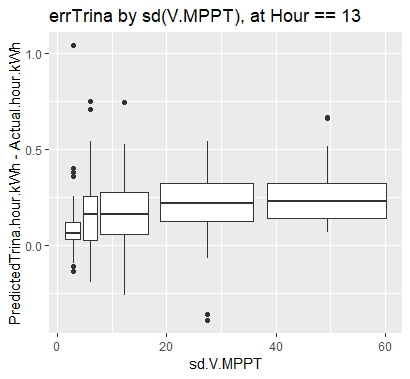 errTrina by sd(V.MPPT), at Hour == 13
PredictedTrina.hour.kWh - Actual.hour.kWh
1.0
0.5
0.0
0
20
40
60
sd.V.MPPT